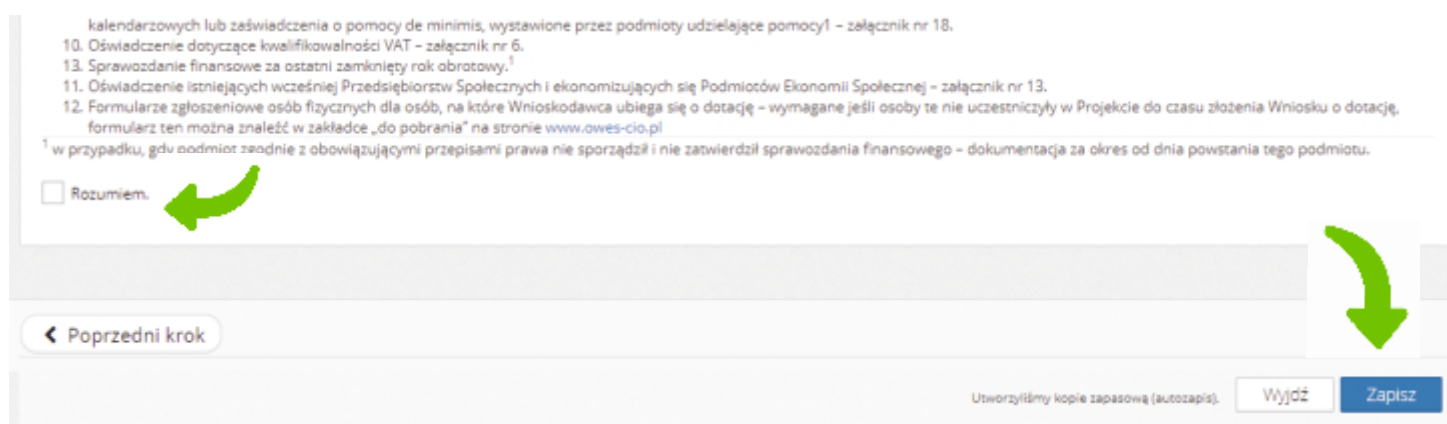 kalendarzowych lub zaświadczenia o pomocy de minimis, wystawione przez podmioty udzielające pomocy1 – załącznik nr 18.
10. Oświadczenie dotyczące kwalifikowalności VAT – załącznik nr 6.
13. Sprawozdanie finansowe za ostatni zamknięty rok obrotowy.1
11. Oświadczenie istniejących wcześniej Przedsiębiorstw Społecznych i ekonomizujących się Podmiotów Ekonomii Społecznej – załącznik nr 13.
12. Formularze zgłoszeniowe osób fizycznych dla osób, na które Wnioskodawca ubiega się o dotację – wymagane jeśli osoby te nie uczestniczyły w Projekcie do czasu złożenia Wniosku o dotację,
formularz ten można znaleźć w zakładce „do pobrania” na stronie www.owes-cio.pl
1 w przypadku, gdy podmiot zgodnie z obowiązującymi przepisami prawa nie sporządził i nie zatwierdził sprawozdania finansowego – dokumentacja za okres od dnia powstania tego podmiotu.
Rozumiem.
Poprzedni krok
Utworzyliśmy kopie zapasową (autozapis).
Wyjdź
Zapisz